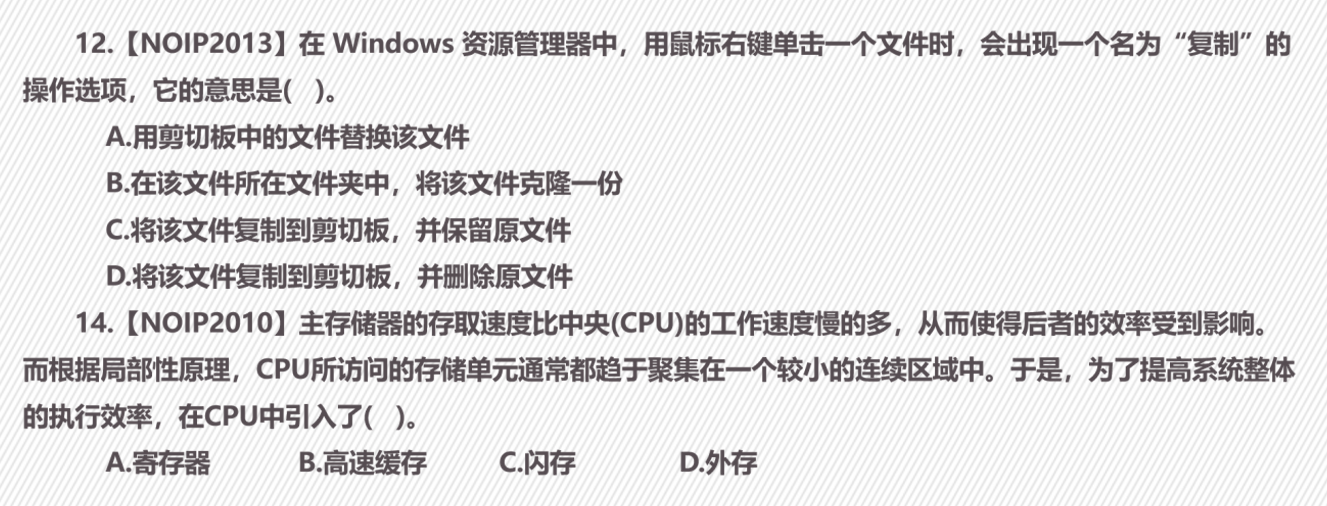 12.【NOIP2013】在 Windows 资源管理器中，用鼠标右键单击一个文件时，会出现一个名为“复制”的
操作选项，它的意思是(   )。
A.用剪切板中的文件替换该文件
B.在该文件所在文件夹中，将该文件克隆一份
C.将该文件复制到剪切板，并保留原文件
D.将该文件复制到剪切板，并删除原文件
14.【NOIP2010】主存储器的存取速度比中央(CPU)的工作速度慢的多，从而使得后者的效率受到影响。
而根据局部性原理，CPU所访问的存储单元通常都趋于聚集在一个较小的连续区域中。于是，为了提高系统整体
的执行效率，在CPU中引入了(   )。
A.寄存器 B.高速缓存 C.闪存 D.外存